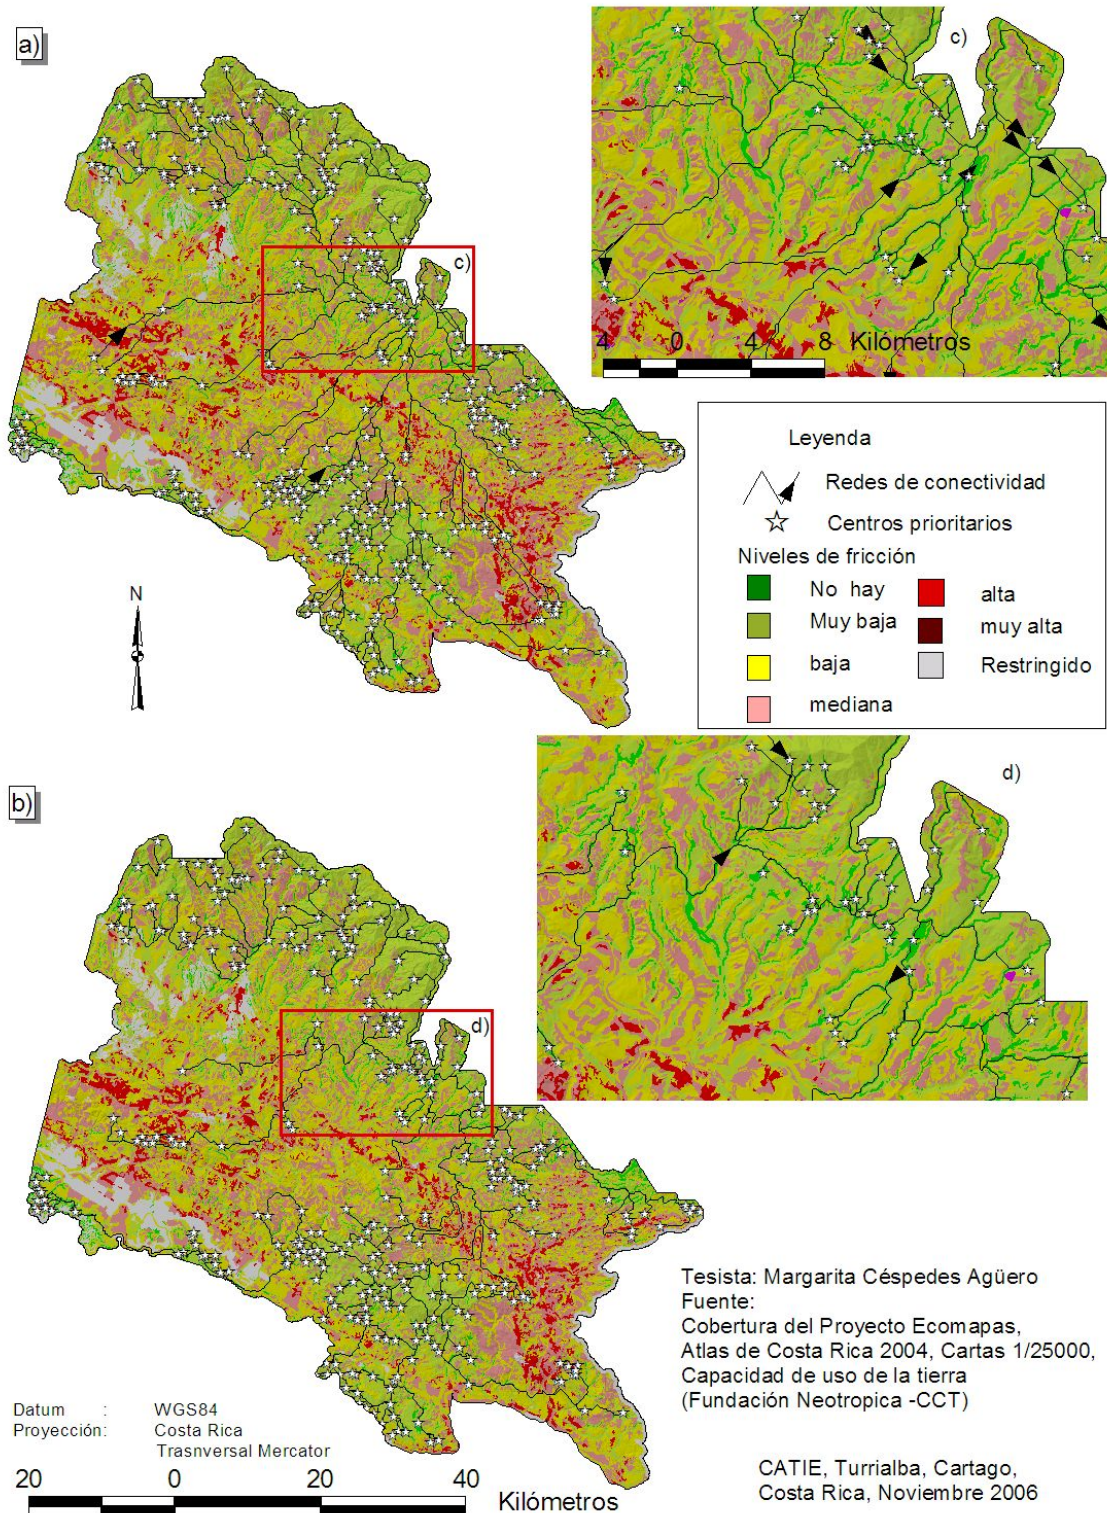 a)
c)
c)
4 0 4 8 Kilómetros
Leyenda
Redes de conectividad
Centros prioritarios
Niveles de fricción
No hay
alta
Muy baja
muy alta
baja
Restringido
mediana
N
b)
d)
d)
Tesista: Margarita Céspedes Agüero
Fuente:
Cobertura del Proyecto Ecomapas,
Atlas de Costa Rica 2004, Cartas 1/25000,
Capacidad de uso de la tierra
(Fundación Neotropica -CCT)
Datum : WGS84
Proyección: Costa Rica
Trasnversal Mercator
20 0 20 40
Kilómetros
CATIE, Turrialba, Cartago,
Costa Rica, Noviembre 2006